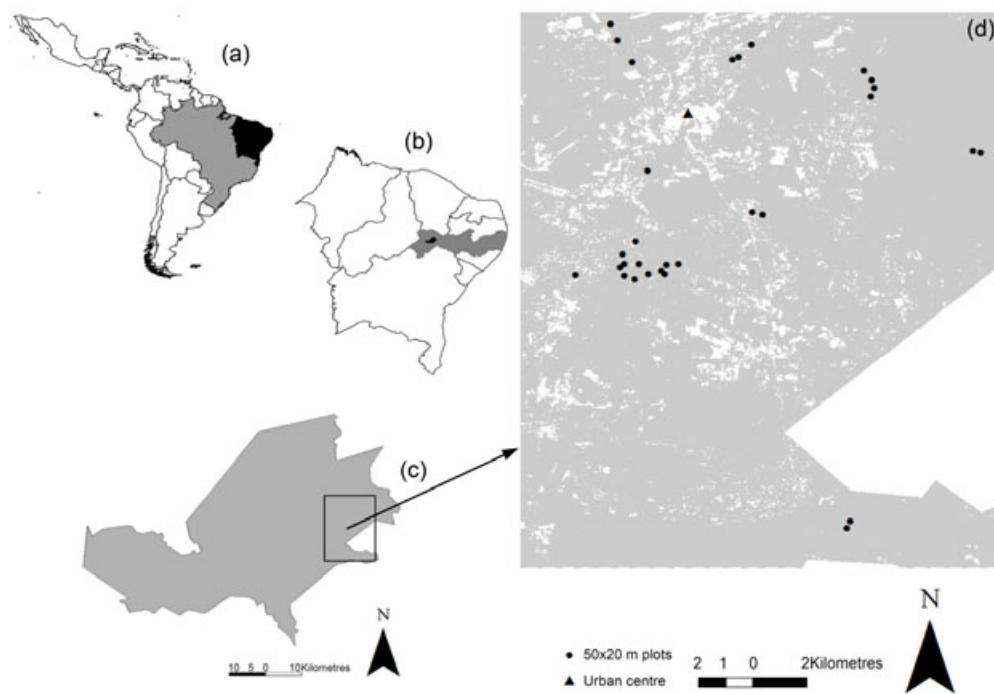 (a)
(b)
(c)
(d)
N
10 5 0 10Kilometres
50x20 m plots
Urban centre
2 1 0 2Kilometres
N